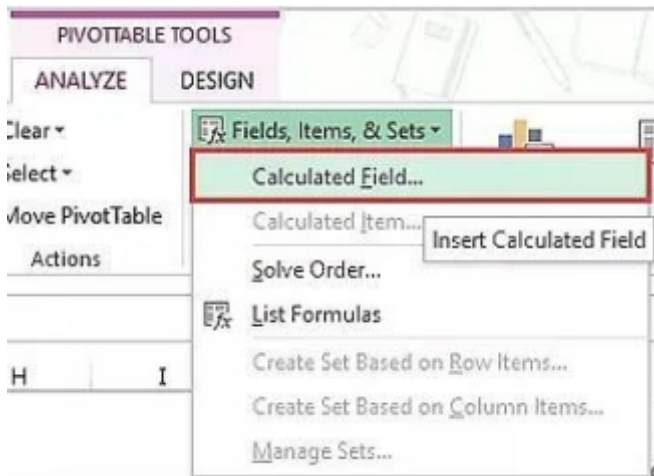 PIVOTTABLE TOOLS
ANALYZE DESIGN
Clear
Select
Move PivotTable
Actions
Fields, Items, & Sets
Calculated Field...
Calculated Item...
Insert Calculated Field
Solve Order...
List Formulas
Create Set Based on Row Items...
Create Set Based on Column Items...
Manage Sets...
H I